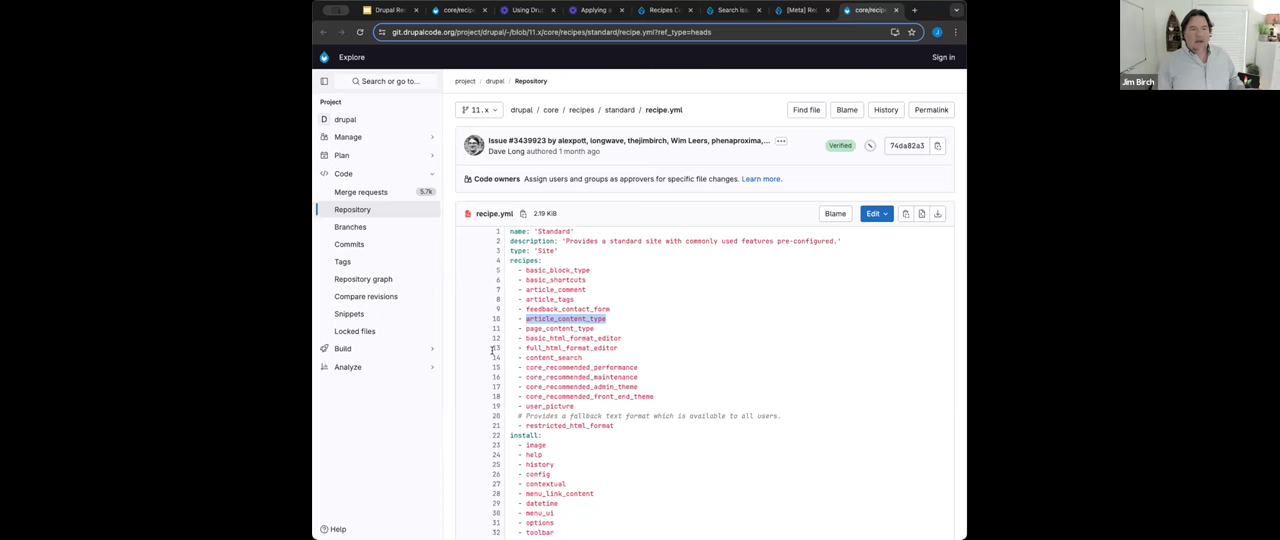 Drupal Rec
core/recipe
Using Drup
Applying a
Recipes C
Search issu
[Meta] Rec
core/recip
git.drupalcode.org/project/drupal/-/blob/11.x/core/recipes/standard/recipe.yml?ref_type=heads
J
Explore
Sign in
Search or go to...
project / drupal / Repository
Project
D drupal
Manage
Plan
Code
Merge requests 5.7k
Repository
Branches
Commits
Tags
Repository graph
Compare revisions
Snippets
Locked files
Build
Analyze
Help
11.x
drupal / core / recipes / standard / recipe.yml
Find file
Blame
History
Permalink
Issue #3439923 by alexpott, longwave, thejimbirch, Wim Leers, phenaproxima,...
Dave Long authored 1 month ago
Verified
74da82a3
Code owners Assign users and groups as approvers for specific file changes. Learn more.
recipe.yml 2.19 KiB
Blame
Edit
1 name: 'Standard'
2 description: 'Provides a standard site with commonly used features pre-configured.'
3 type: 'Site'
4 recipes:
5 - basic_block_type
6 - basic_shortcuts
7 - article_comment
8 - article_tags
9 - feedback_contact_form
10 - article_content_type
11 - page_content_type
12 - basic_html_format_editor
13 - full_html_format_editor
14 - content_search
15 - core_recommended_performance
16 - core_recommended_maintenance
17 - core_recommended_admin_theme
18 - core_recommended_front_end_theme
19 - user_picture
20 # Provides a fallback text format which is available to all users.
21 - restricted_html_format
22 install:
23 - image
24 - help
25 - history
26 - config
27 - contextual
28 - menu_link_content
29 - datetime
30 - menu_ui
31 - options
32 - toolbar
Jim Birch